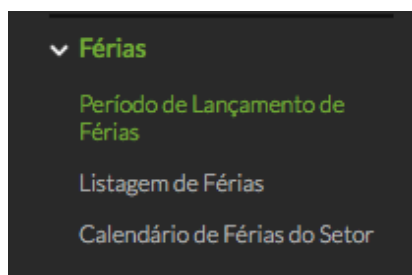 Férias
Período de Lançamento de
Férias
Listagem de Férias
Calendário de Férias do Setor